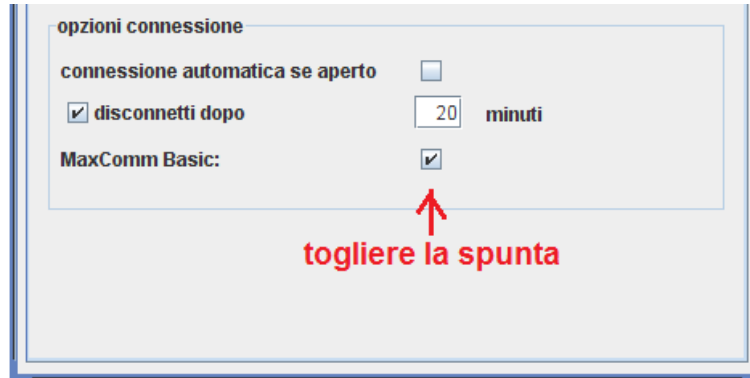 opzioni connessione
connessione automatica se aperto
disconnetti dopo 20 minuti
MaxComm Basic:
togliere la spunta